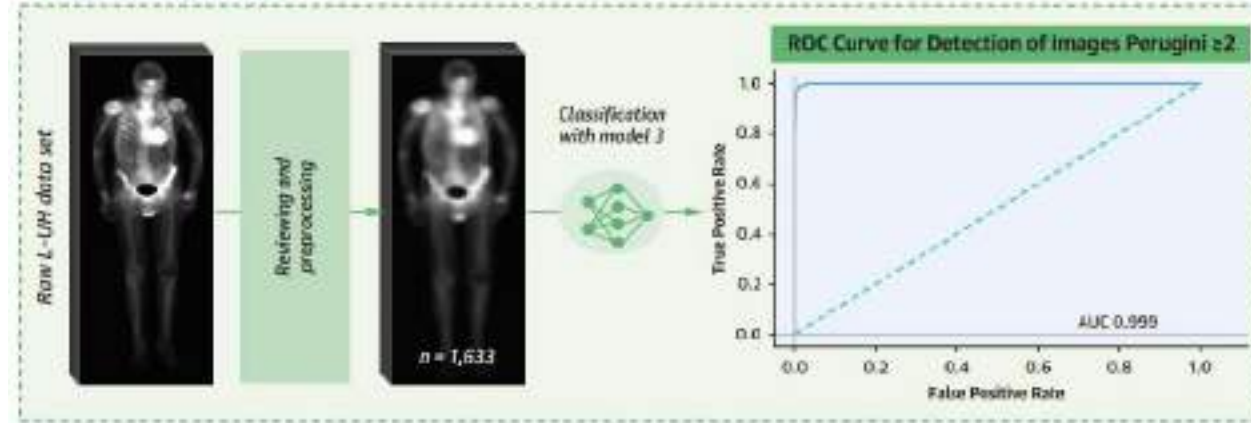 Raw L-UH data set
Reviewing and
preprocessing
n = 1,633
Classification
with model 3
ROC Curve for Detection of Images Perugini ≥2
True Positive Rate
1.0
0.8
0.6
0.4
0.2
0.0
AUC 0.999
0.0 0.2 0.4 0.6 0.8 1.0
False Positive Rate